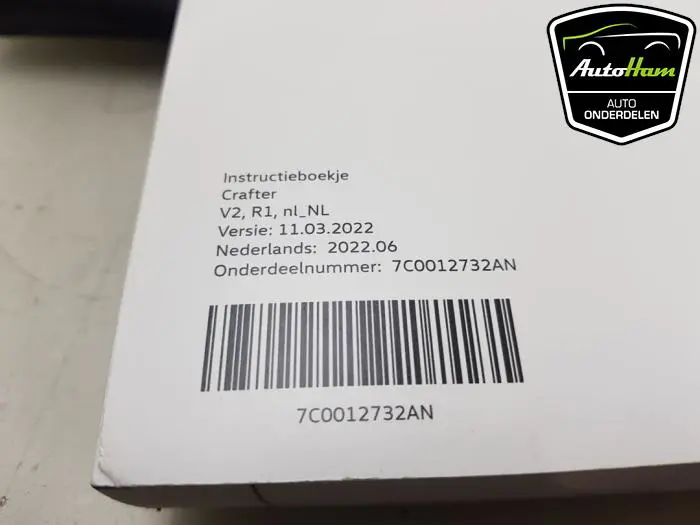 AutoHam
AUTO
ONDERDELEN
Instructieboekje
Crafter
V2, R1, nl_NL
Versie: 11.03.2022
Nederlands: 2022.06
Onderdeelnummer: 7C0012732AN
7C0012732AN